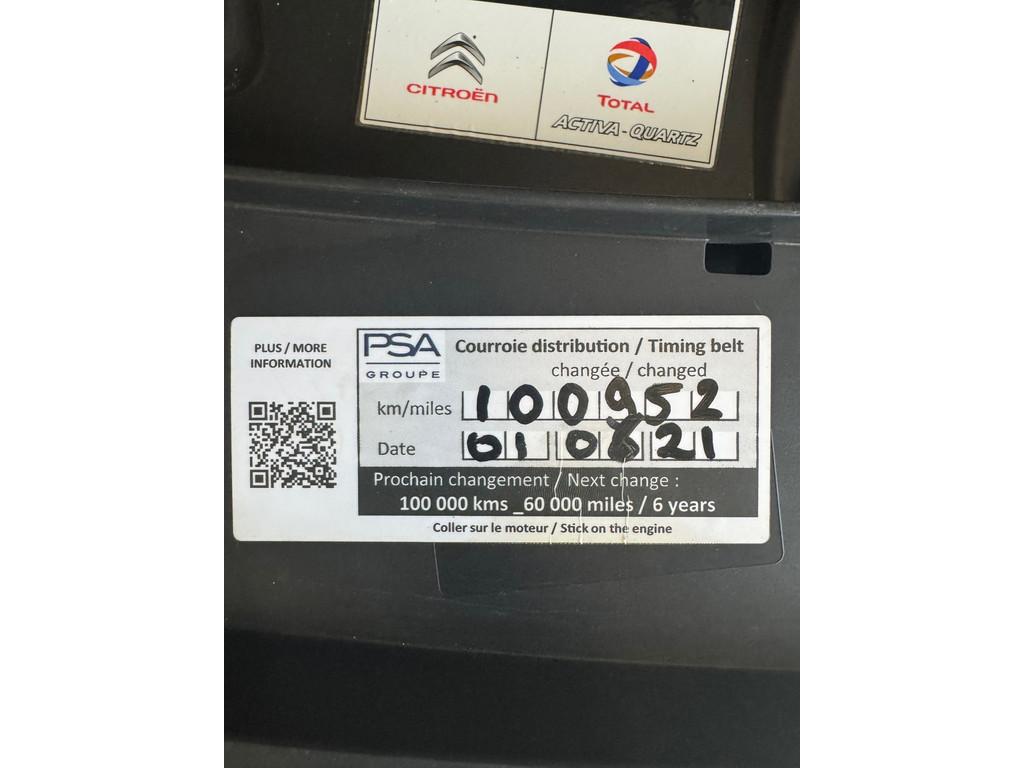 CITROËN
TOTAL
ACTIVA-QUARTZ
PLUS / MORE
INFORMATION
PSA
GROUPE
Courroie distribution / Timing belt
changée / changed
km/miles 100952
Date 01 08 21
Prochain changement / Next change :
100 000 kms _60 000 miles / 6 years
Coller sur le moteur / Stick on the engine